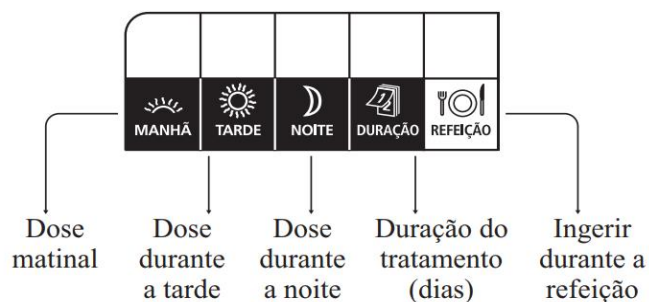 MANHÃ TARDE NOITE DURAÇÃO REFEIÇÃO
12
Dose
matinal
Dose
durante
a tarde
Dose
durante
a noite
Duração do
tratamento
(dias)
Ingerir
durante a
refeição